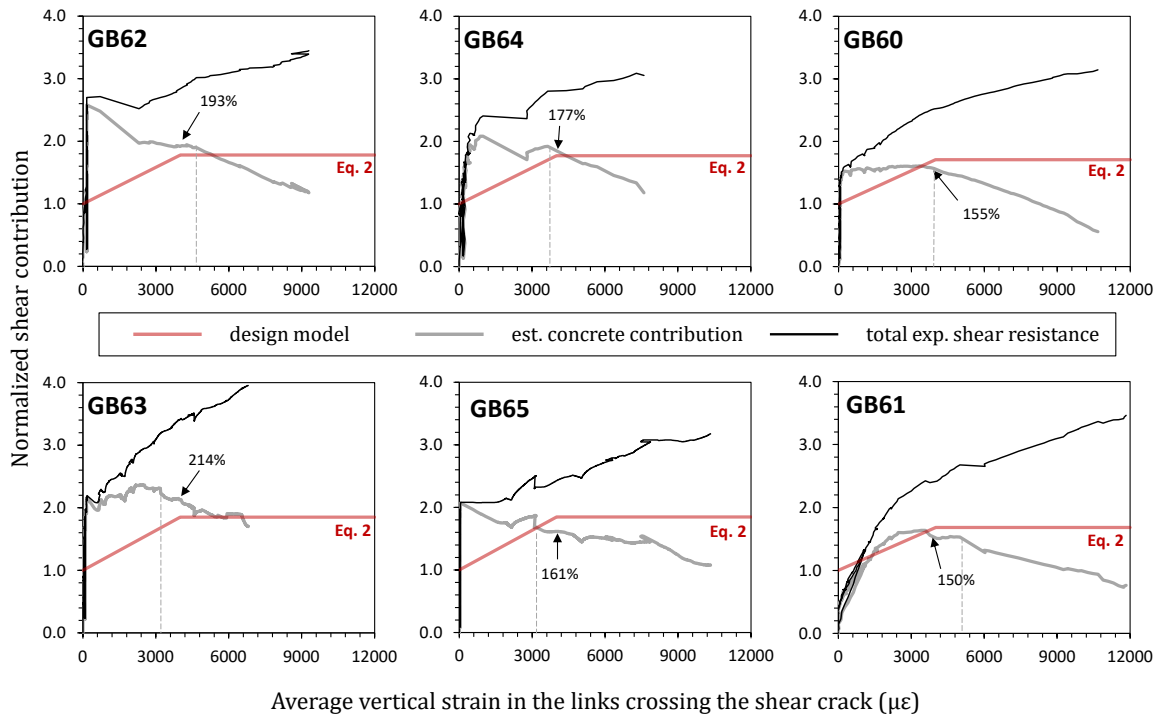 Normalized shear contribution
4.0
3.0
2.0
1.0
0.0
GB62
193%
Eq. 2
0 3000 6000 9000 12000
4.0
3.0
2.0
1.0
0.0
GB64
177%
Eq. 2
0 3000 6000 9000 12000
4.0
3.0
2.0
1.0
0.0
GB60
155%
Eq. 2
0 3000 6000 9000 12000
design model est. concrete contribution total exp. shear resistance
4.0
3.0
2.0
1.0
0.0
GB63
214%
Eq. 2
0 3000 6000 9000 12000
4.0
3.0
2.0
1.0
0.0
GB65
161%
Eq. 2
0 3000 6000 9000 12000
4.0
3.0
2.0
1.0
0.0
GB61
150%
Eq. 2
0 3000 6000 9000 12000
Average vertical strain in the links crossing the shear crack (με)